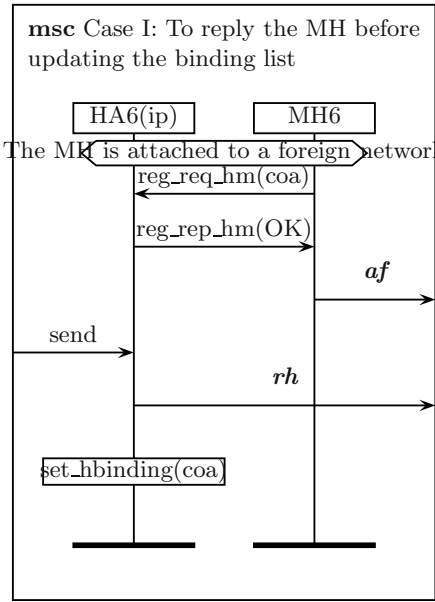 msc Case I: To reply the MH before
updating the binding list
HA6(ip) MH6
The MH is attached to a foreign network
reg_req_hm(coa)
reg_rep_hm(OK)
af
send
rh
set_hbinding(coa)